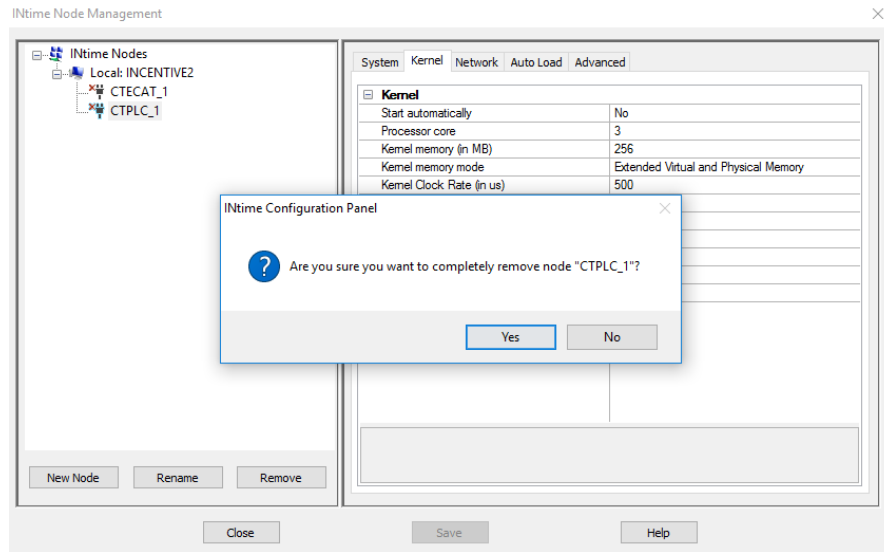 INtime Node Management
INtime Nodes
Local: INCENTIVE2
CTECAT_1
CTPLC_1
System Kernel Network Auto Load Advanced
Kernel
Start automatically No
Processor core 3
Kernel memory (in MB) 256
Kernel memory mode Extended Virtual and Physical Memory
Kernel Clock Rate (in us) 500
INtime Configuration Panel
Are you sure you want to completely remove node "CTPLC_1"?
Yes No
New Node Rename Remove
Close Save Help